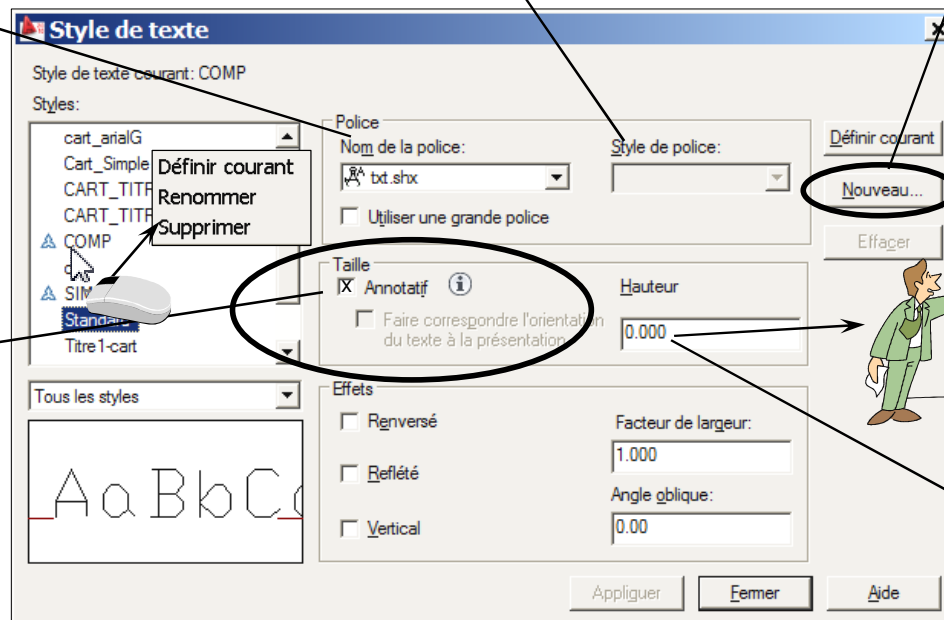 Style de texte
Style de texte courant: COMP
Styles:
cart_arialG
Cart_Simple
CART_TITR
CART_TITR
COMP
SIM
Standard
Titre1-cart
Définir courant
Renommer
Supprimer
Tous les styles
AaBbC
Police
Nom de la police:
Style de police:
txt.shx
Utiliser une grande police
Taille
X Annotatif
Faire correspondre l'orientation
du texte à la présentation
Hauteur
0.000
Effets
Renversé
Reflété
Vertical
Facteur de largeur:
1.000
Angle oblique:
0.00
Définir courant
Nouveau...
Effacer
Appliquer
Fermer
Aide